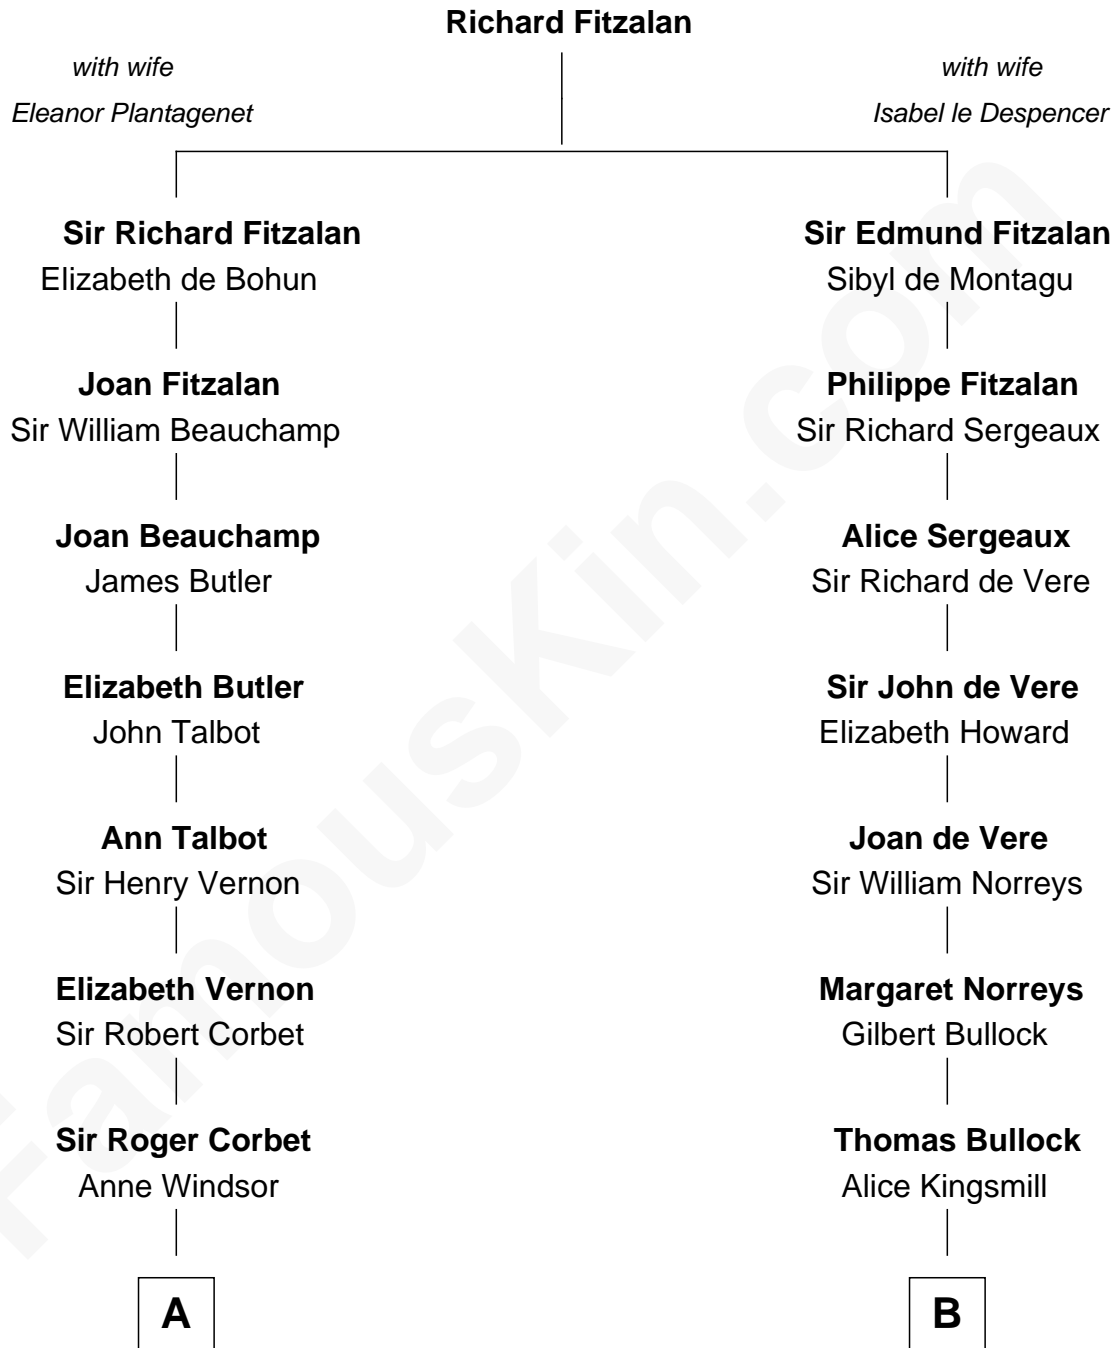 Richard Fitzalan
with wife
Eleanor Plantagenet
with wife
Isabel le Despencer
Sir Richard Fitzalan
Elizabeth de Bohun
Sir Edmund Fitzalan
Sibyl de Montagu
Joan Fitzalan
Sir William Beauchamp
Philippe Fitzalan
Sir Richard Sergeaux
Joan Beauchamp
James Butler
Alice Sergeaux
Sir Richard de Vere
Elizabeth Butler
John Talbot
Sir John de Vere
Elizabeth Howard
Ann Talbot
Sir Henry Vernon
Joan de Vere
Sir William Norreys
Elizabeth Vernon
Sir Robert Corbet
Margaret Norreys
Gilbert Bullock
Sir Roger Corbet
Anne Windsor
Thomas Bullock
Alice Kingsmill
A
B
FamousKin.com